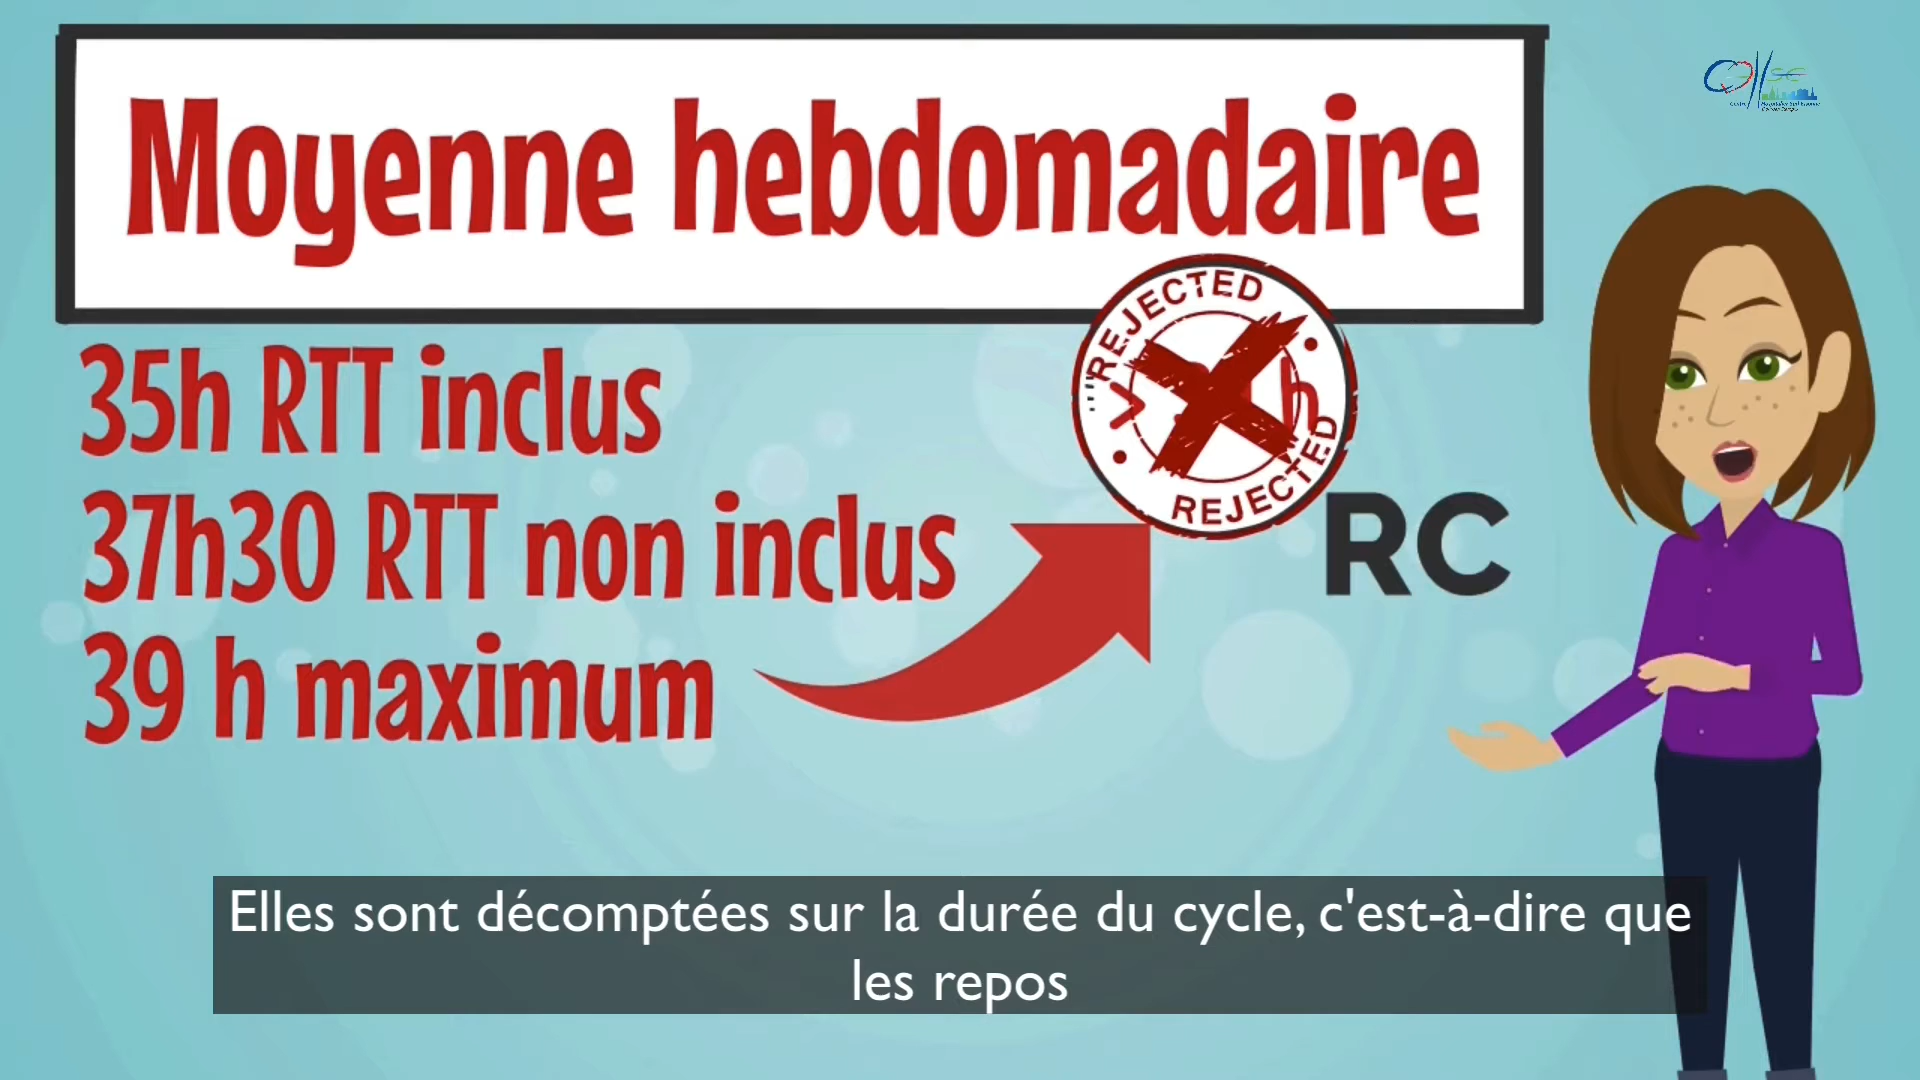 Moyenne hebdomadaire
REJECTED
REJECTED
35h RTT inclus
37h30 RTT non inclus
RC
39 h maximum
Elles sont décomptées sur la durée du cycle, c'est-à-dire que
les repos